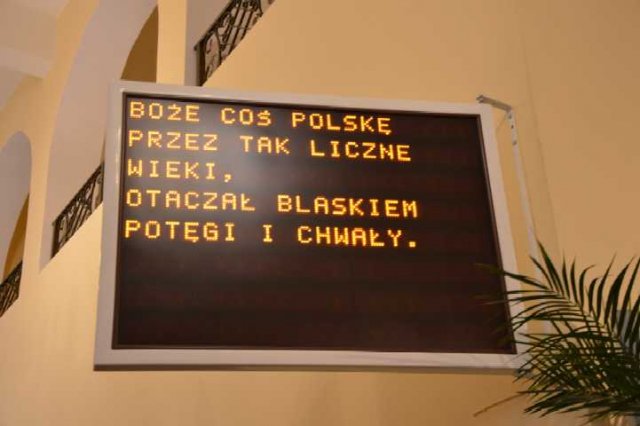 BOŻE COŚ POLSKĘ
PRZEZ TAK LICZNE
WIEKI,
OTACZAŁ BLASKIEM
POTĘGI I CHWAŁY.